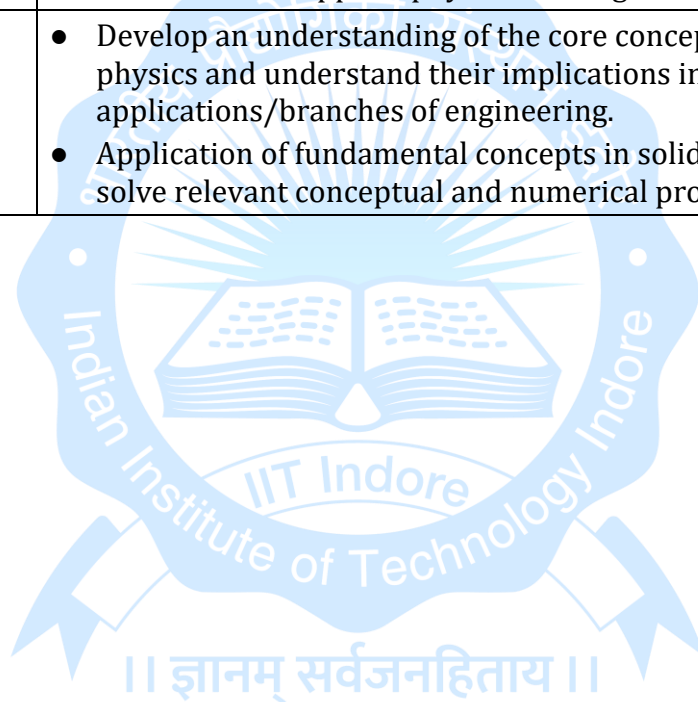 ● Develop an understanding of the core concep
physics and understand their implications in
applications/branches of engineering.
● Application of fundamental concepts in solid
solve relevant conceptual and numerical pro
भारतीय प्रौद्योगिकी संस्थान इंदौर
Indian Institute of Technology Indore
IIT Indore
।। ज्ञानम् सर्वजनहिताय ।।